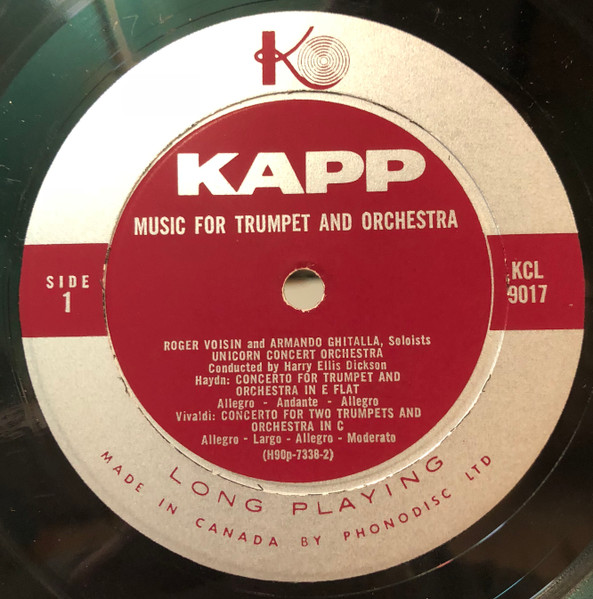 K
KAPP
MUSIC FOR TRUMPET AND ORCHESTRA
SIDE
1
KCL
9017
ROGER VOISIN and ARMANDO GHITALLA, Soloists
UNICORN CONCERT ORCHESTRA
Conducted by Harry Ellis Dickson
Haydn: CONCERTO FOR TRUMPET AND
ORCHESTRA IN E FLAT
Allegro - Andante - Allegro
Vivaldi: CONCERTO FOR TWO TRUMPETS AND
ORCHESTRA IN C
Allegro - Largo - Allegro - Moderato
(H90p-7338-2)
LONG PLAYING
MADE IN CANADA BY PHONODISC LTD